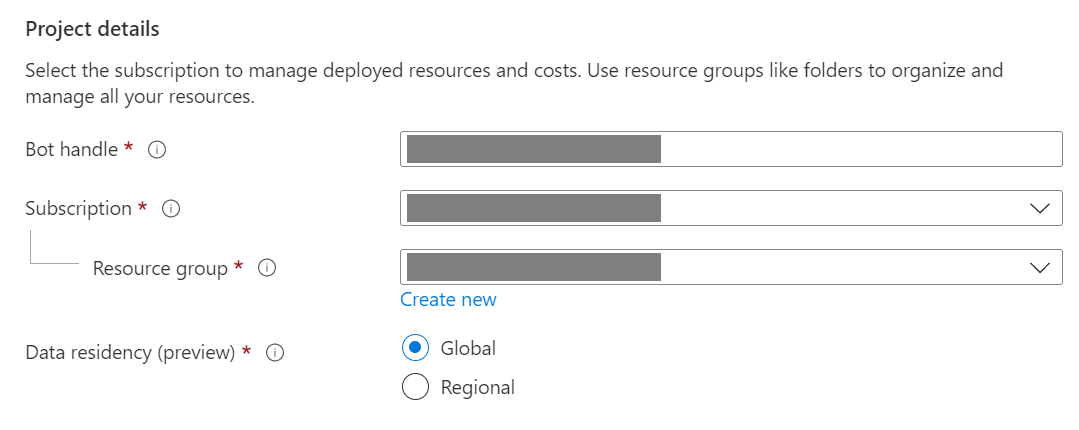 Project details
Select the subscription to manage deployed resources and costs. Use resource groups like folders to organize and
manage all your resources.
Bot handle *
Subscription *
Resource group *
Create new
Data residency (preview) *
Global
Regional